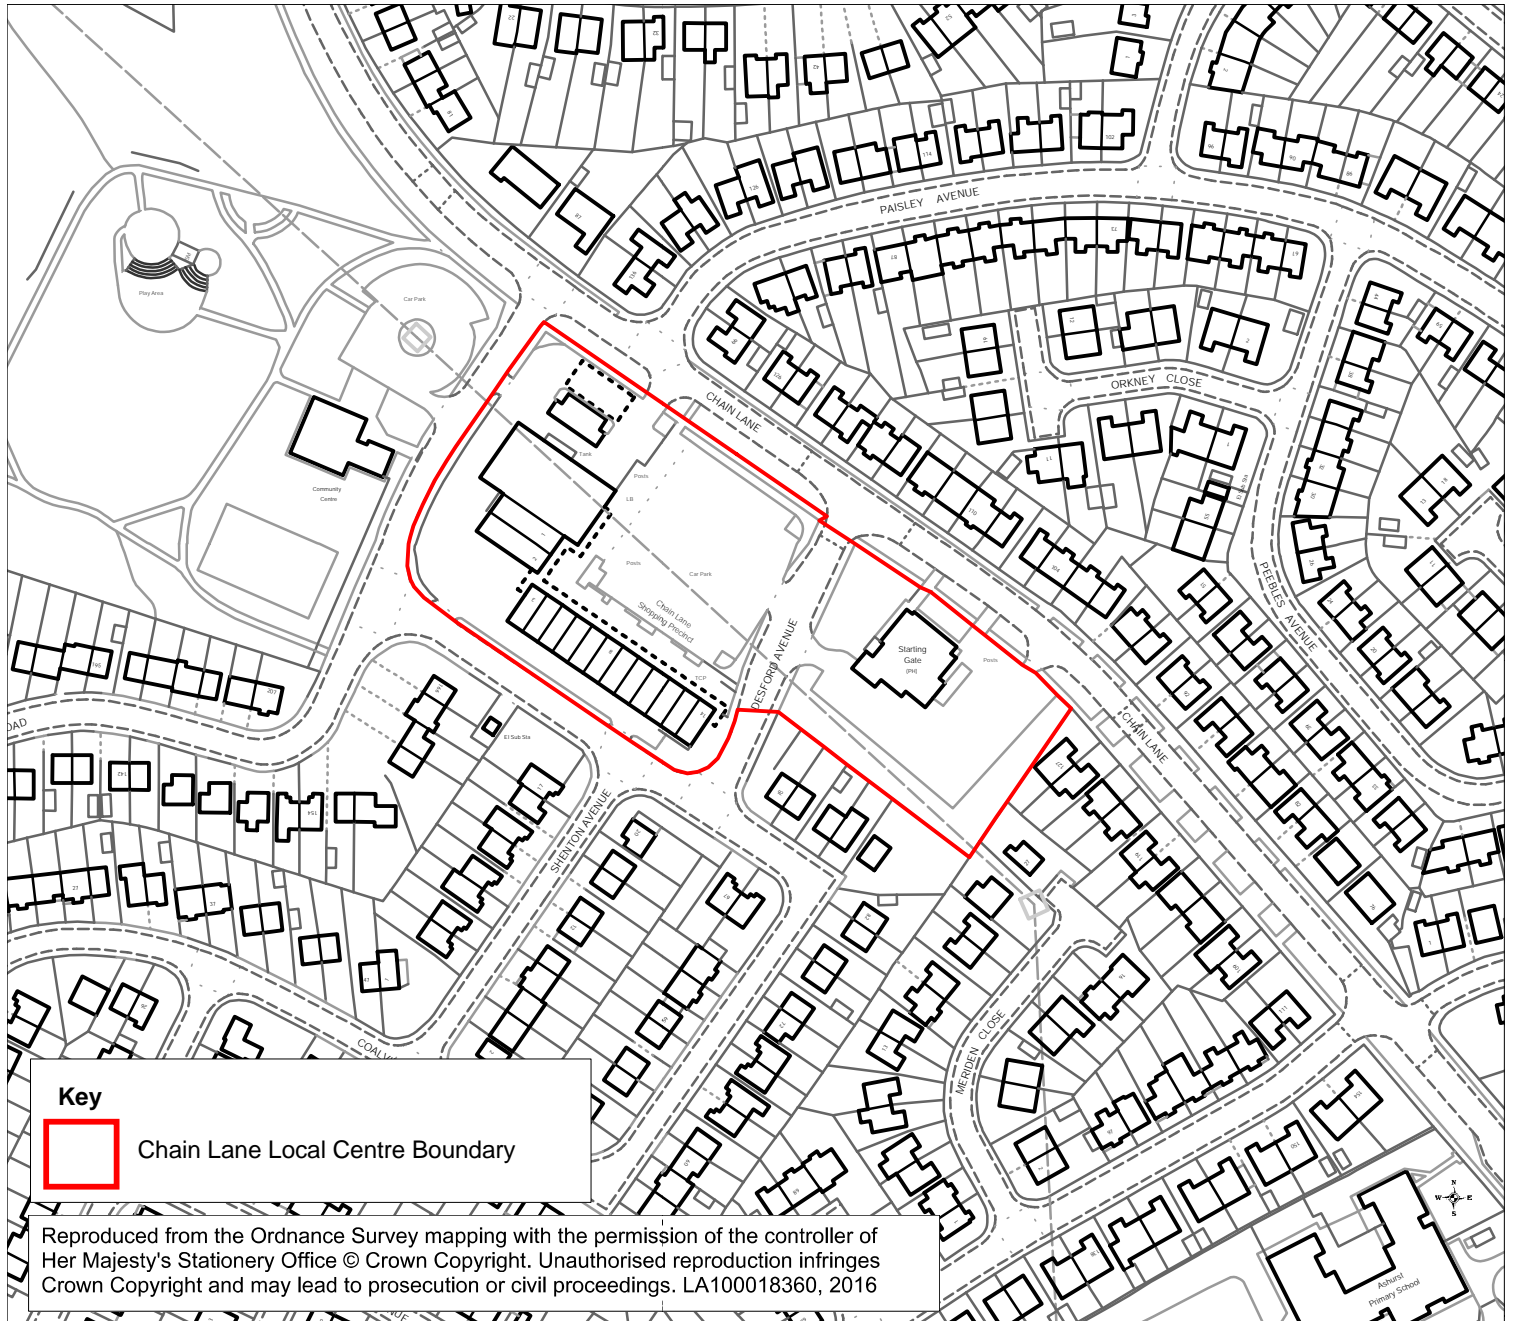 PAISLEY AVENUE
Play Area
Car Park
CHAIN LANE
ORKNEY CLOSE
Community
Centre
Tank
Posts
LB
Posts
Car Park
Chain Lane
Shopping Precinct
TCP
DESFORD AVENUE
Starting
Gate
(PH)
Posts
El Sub Sta
PEEBLES AVENUE
CHAIN LANE
El Sub Sta
SHENTON AVENUE
MERIDEN CLOSE
OAD
COALV
Key
Chain Lane Local Centre Boundary
Reproduced from the Ordnance Survey mapping with the permission of the controller of
Her Majesty's Stationery Office © Crown Copyright. Unauthorised reproduction infringes
Crown Copyright and may lead to prosecution or civil proceedings. LA100018360, 2016
N
W E
S
Ashurst
Primary School